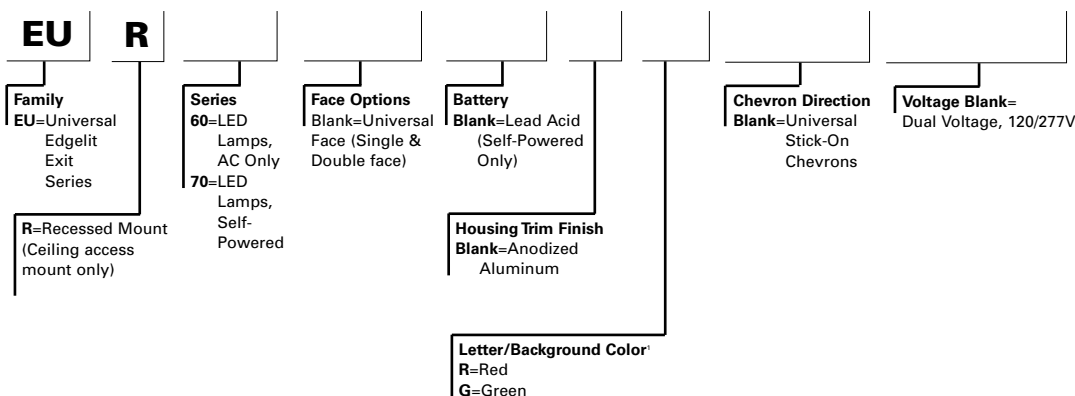 EU R
Family
EU=Universal
Edgelit
Exit
Series
R=Recessed Mount
(Ceiling access
mount only)
Series
60=LED
Lamps,
AC Only
70=LED
Lamps,
Self-
Powered
Face Options
Blank=Universal
Face (Single &
Double face)
Battery
Blank=Lead Acid
(Self-Powered
Only)
Housing Trim Finish
Blank=Anodized
Aluminum
Letter/Background Color¹
R=Red
G=Green
Chevron Direction
Blank=Universal
Stick-On
Chevrons
Voltage Blank=
Dual Voltage, 120/277V